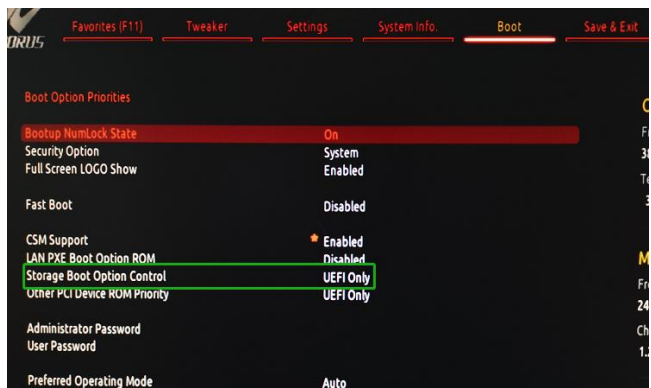 ORUS
Favorites (F11) Tweaker Settings System Info. Boot Save & Exit
Boot Option Priorities
Bootup NumLock State On
Security Option System
Full Screen LOGO Show Enabled
Fast Boot Disabled
CSM Support Enabled
LAN PXE Boot Option ROM Disabled
Storage Boot Option Control UEFI Only
Other PCI Device ROM Priority UEFI Only
Administrator Password
User Password
Preferred Operating Mode Auto